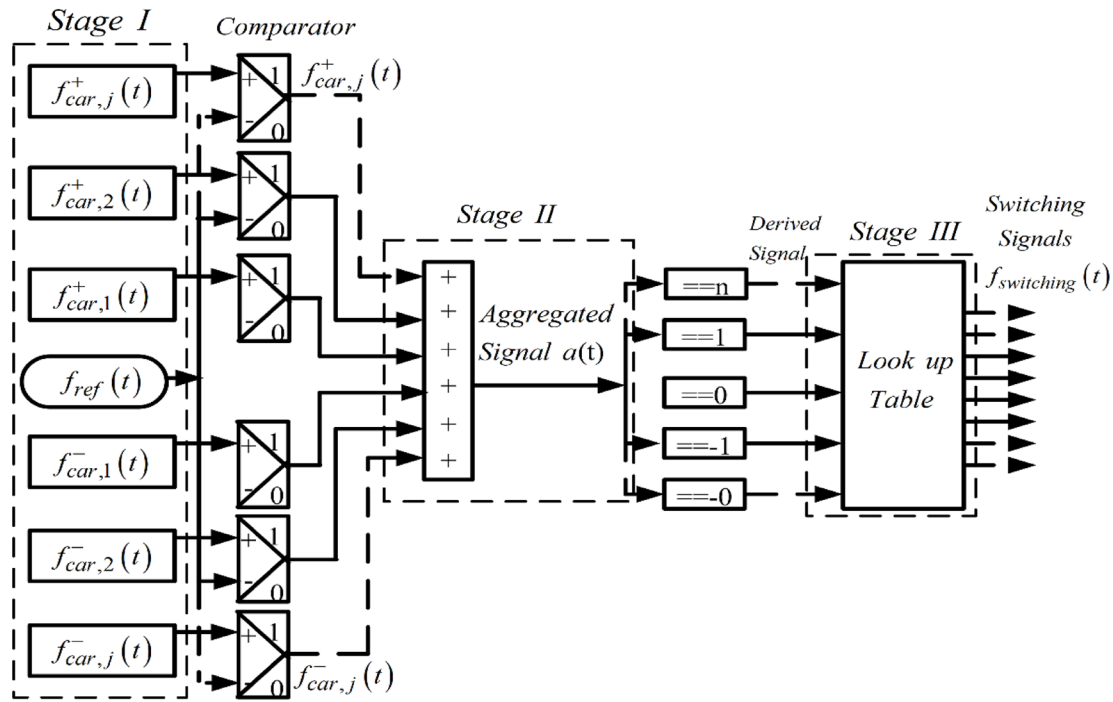 Stage I
Comparator
f⁺car,j(t)
+ 1
- 0
f⁺car,j(t)
f⁺car,2(t)
+ 1
- 0
f⁺car,1(t)
+ 1
- 0
fref(t)
f⁻car,1(t)
+ 1
- 0
f⁻car,2(t)
+ 1
- 0
f⁻car,j(t)
+ 1
- 0
f⁻car,j(t)
Stage II
+
+
+
+
+
+
Aggregated
Signal a(t)
Derived
Signal
==n
==1
==0
==-1
==-0
Stage III
Look up
Table
Switching
Signals
fswitching(t)